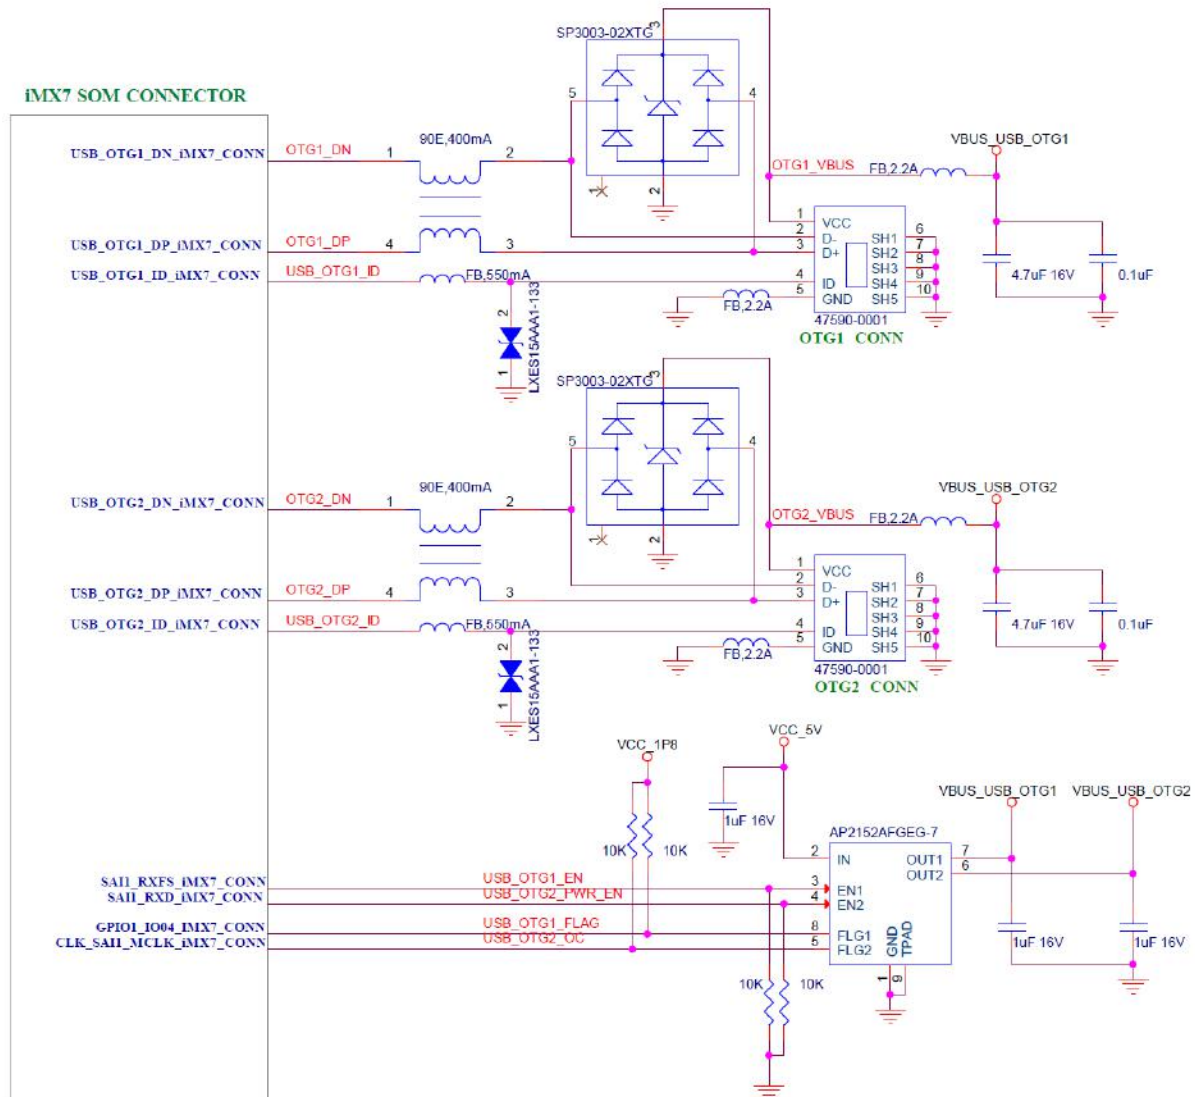 iMX7 SOM CONNECTOR
SP3003-02XTG
3
5
4
1
2
USB_OTG1_DN_iMX7_CONN
OTG1_DN
1
90E,400mA
2
VBUS_USB_OTG1
OTG1_VBUS
FB,2.2A
USB_OTG1_DP_iMX7_CONN
OTG1_DP
4
3
USB_OTG1_ID_iMX7_CONN
USB_OTG1_ID
FB,550mA
2
1
LXES15AAA1-133
1 VCC
2 D-
3 D+
4 ID
5 GND
SH1 6
SH2 7
SH3 8
SH4 9
SH5 10
FB,2.2A
47590-0001
OTG1 CONN
4.7uF 16V
0.1uF
SP3003-02XTG
3
5
4
1
2
USB_OTG2_DN_iMX7_CONN
OTG2_DN
1
90E,400mA
2
VBUS_USB_OTG2
OTG2_VBUS
FB,2.2A
USB_OTG2_DP_iMX7_CONN
OTG2_DP
4
3
USB_OTG2_ID_iMX7_CONN
USB_OTG2_ID
FB,550mA
2
1
LXES15AAA1-133
1 VCC
2 D-
3 D+
4 ID
5 GND
SH1 6
SH2 7
SH3 8
SH4 9
SH5 10
FB,2.2A
47590-0001
OTG2 CONN
4.7uF 16V
0.1uF
VCC_1P8
VCC_5V
1uF 16V
10K
10K
VBUS_USB_OTG1
VBUS_USB_OTG2
AP2152AFGEG-7
2 IN
3 EN1
4 EN2
8 FLG1
5 FLG2
OUT1 7
OUT2 6
GND
TPAD
1
9
SAI1_RXFS_iMX7_CONN
USB_OTG1_EN
SAI1_RXD_iMX7_CONN
USB_OTG2_PWR_EN
GPIO1_IO04_IMX7_CONN
USB_OTG1_FLAG
CLK_SAI1_MCLK_iMX7_CONN
USB_OTG2_OC
1uF 16V
1uF 16V
10K
10K